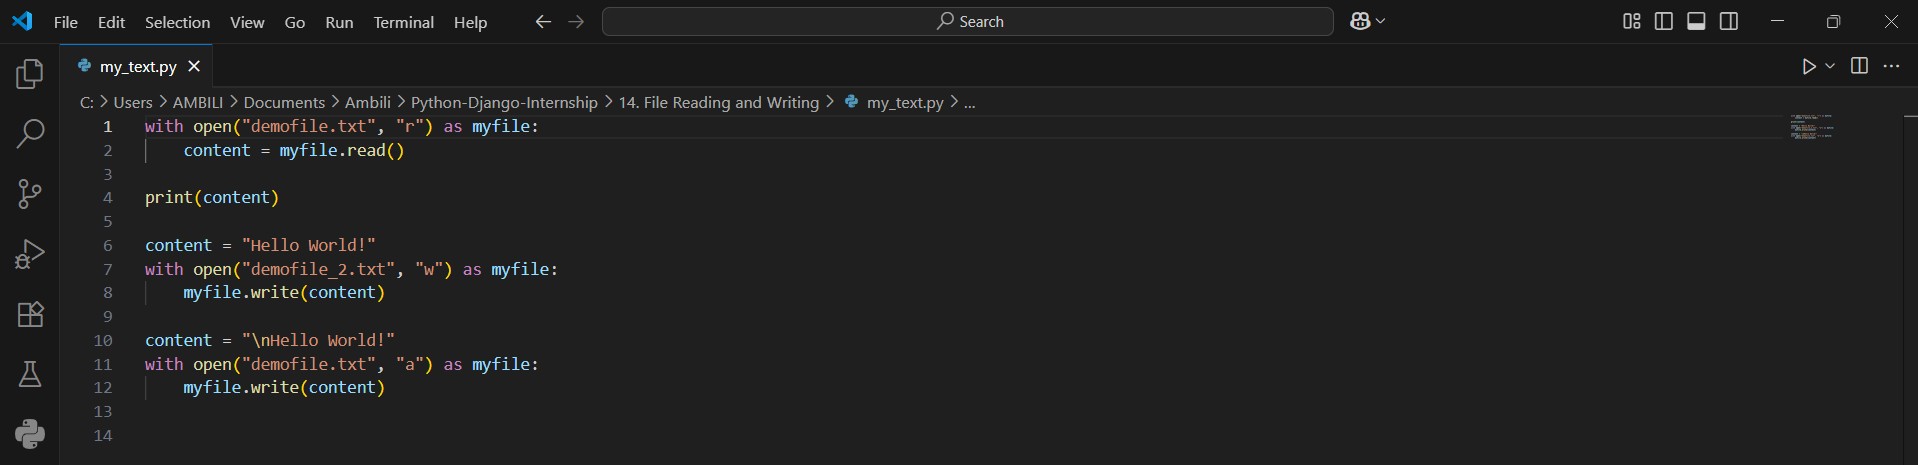 File Edit Selection View Go Run Terminal Help Search
my_text.py
C: > Users > AMBILI > Documents > Ambili > Python-Django-Internship > 14. File Reading and Writing > my_text.py > ...
1 with open("demofile.txt", "r") as myfile:
2     content = myfile.read()
3
4 print(content)
5
6 content = "Hello World!"
7 with open("demofile_2.txt", "w") as myfile:
8     myfile.write(content)
9
10 content = "\nHello World!"
11 with open("demofile.txt", "a") as myfile:
12     myfile.write(content)
13
14